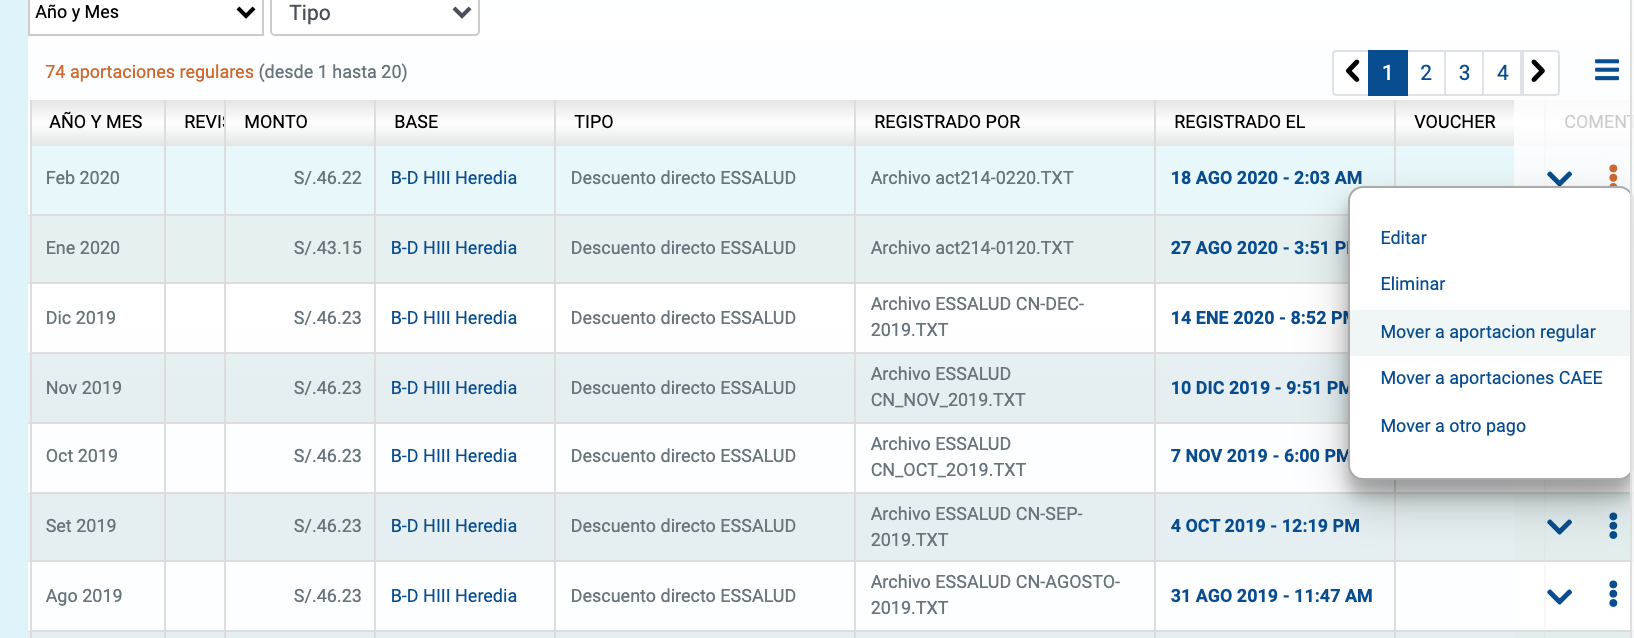 Año y Mes
Tipo
74 aportaciones regulares (desde 1 hasta 20)
1 2 3 4
AÑO Y MES REVI MONTO BASE TIPO REGISTRADO POR REGISTRADO EL VOUCHER COMENT
Feb 2020 S/.46.22 B-D HIII Heredia Descuento directo ESSALUD Archivo act214-0220.TXT 18 AGO 2020 - 2:03 AM
Ene 2020 S/.43.15 B-D HIII Heredia Descuento directo ESSALUD Archivo act214-0120.TXT 27 AGO 2020 - 3:51 P
Dic 2019 S/.46.23 B-D HIII Heredia Descuento directo ESSALUD Archivo ESSALUD CN-DEC-
2019.TXT 14 ENE 2020 - 8:52 PM
Nov 2019 S/.46.23 B-D HIII Heredia Descuento directo ESSALUD Archivo ESSALUD
CN_NOV_2019.TXT 10 DIC 2019 - 9:51 PM
Oct 2019 S/.46.23 B-D HIII Heredia Descuento directo ESSALUD Archivo ESSALUD
CN_OCT_2O19.TXT 7 NOV 2019 - 6:00 PM
Set 2019 S/.46.23 B-D HIII Heredia Descuento directo ESSALUD Archivo ESSALUD CN-SEP-
2019.TXT 4 OCT 2019 - 12:19 PM
Ago 2019 S/.46.23 B-D HIII Heredia Descuento directo ESSALUD Archivo ESSALUD CN-AGOSTO-
2019.TXT 31 AGO 2019 - 11:47 AM
Editar
Eliminar
Mover a aportacion regular
Mover a aportaciones CAEE
Mover a otro pago